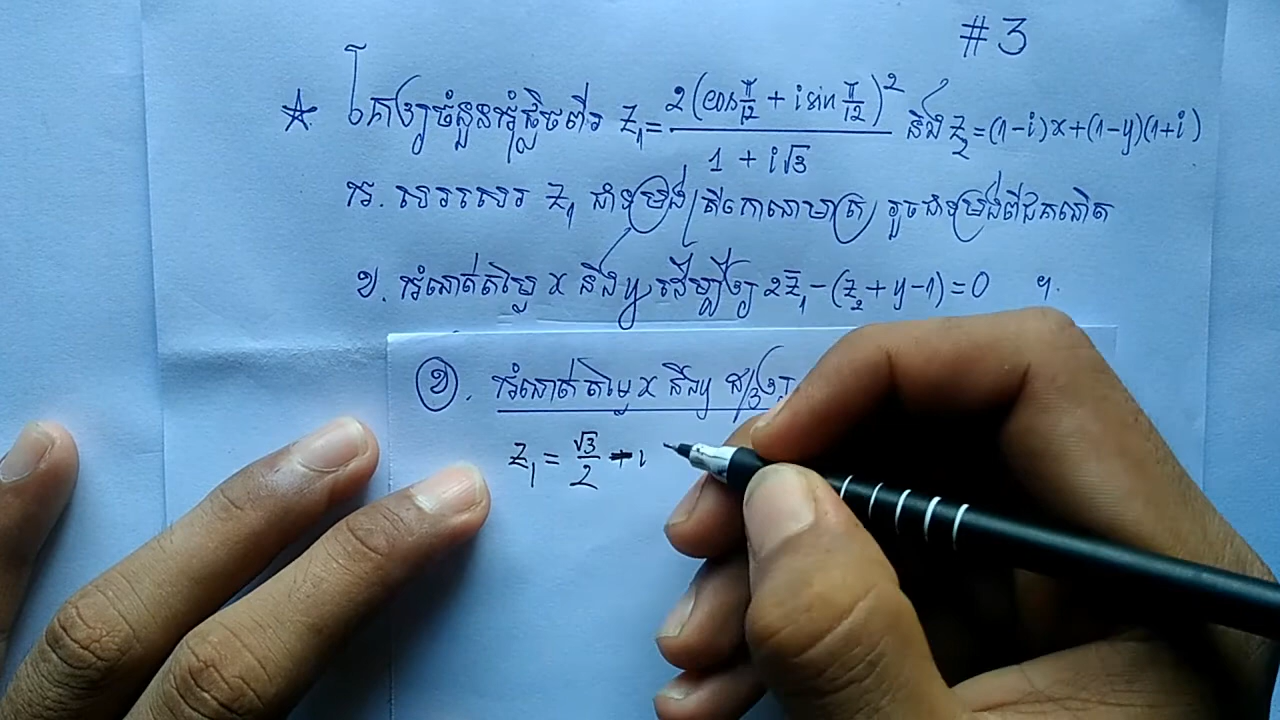 #3
☆. គេឲ្យចំនួនកុំផ្លិចពីរ Z₁ = 2(cos π/12 + i sin π/12)² / (1 + i√3) និង Z₂ = (1-i)x + (1-y)(1+i)
ក. សរសេរ Z₁ ជាទម្រង់ត្រីកោណមាត្រ រួចជាទម្រង់ពីជគណិត
ខ. កំណត់តម្លៃ x និង y ដើម្បីឲ្យ 2Z̄₁ - (Z₂ + y - 1) = 0 ។
ខ. កំណត់តម្លៃ x និង y
Z₁ = √3/2 - i